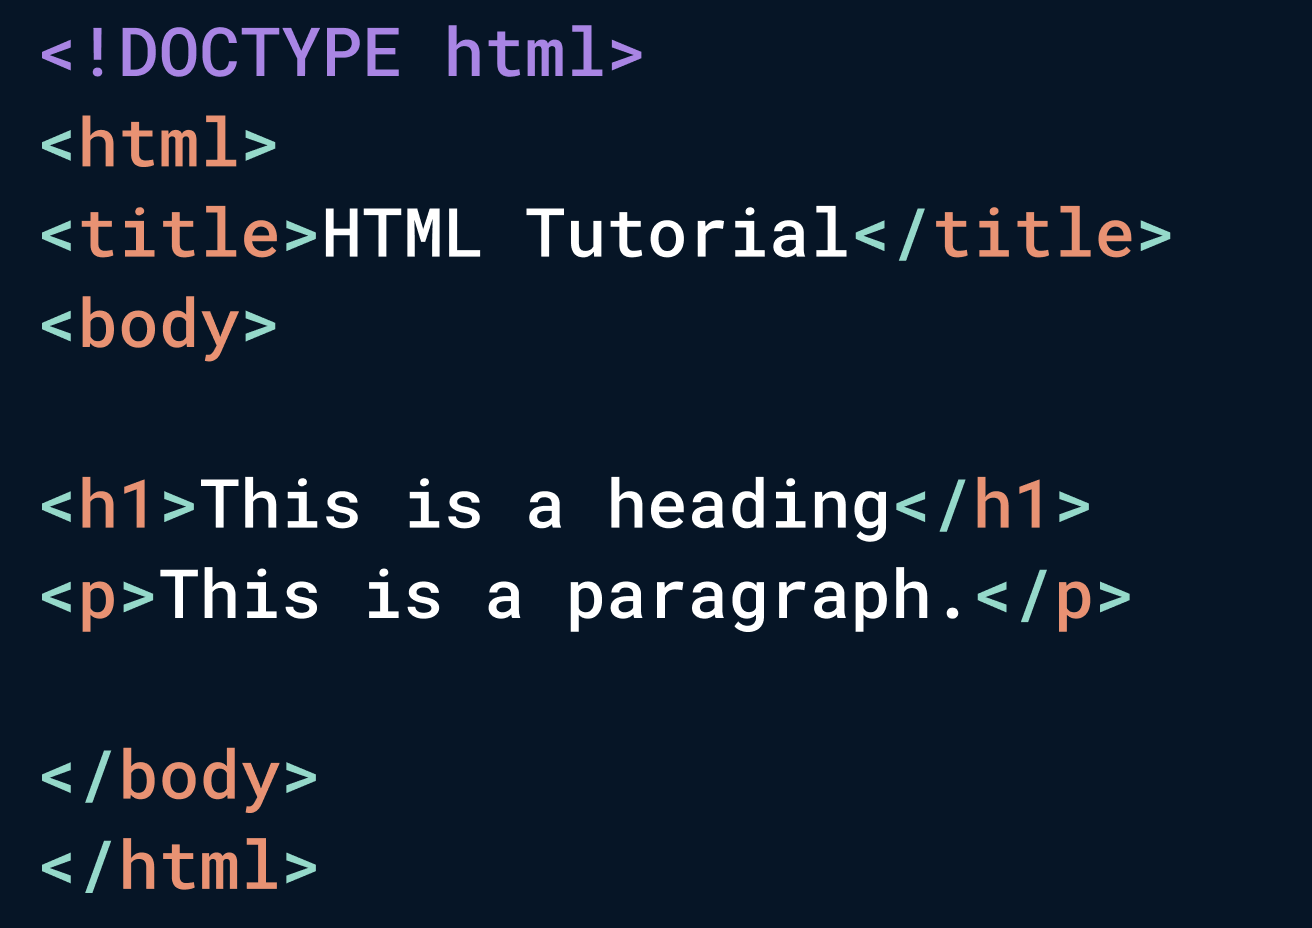 <!DOCTYPE html>
<html>
<title>HTML Tutorial</title>
<body>
<h1>This is a heading</h1>
<p>This is a paragraph.</p>
</body>
</html>